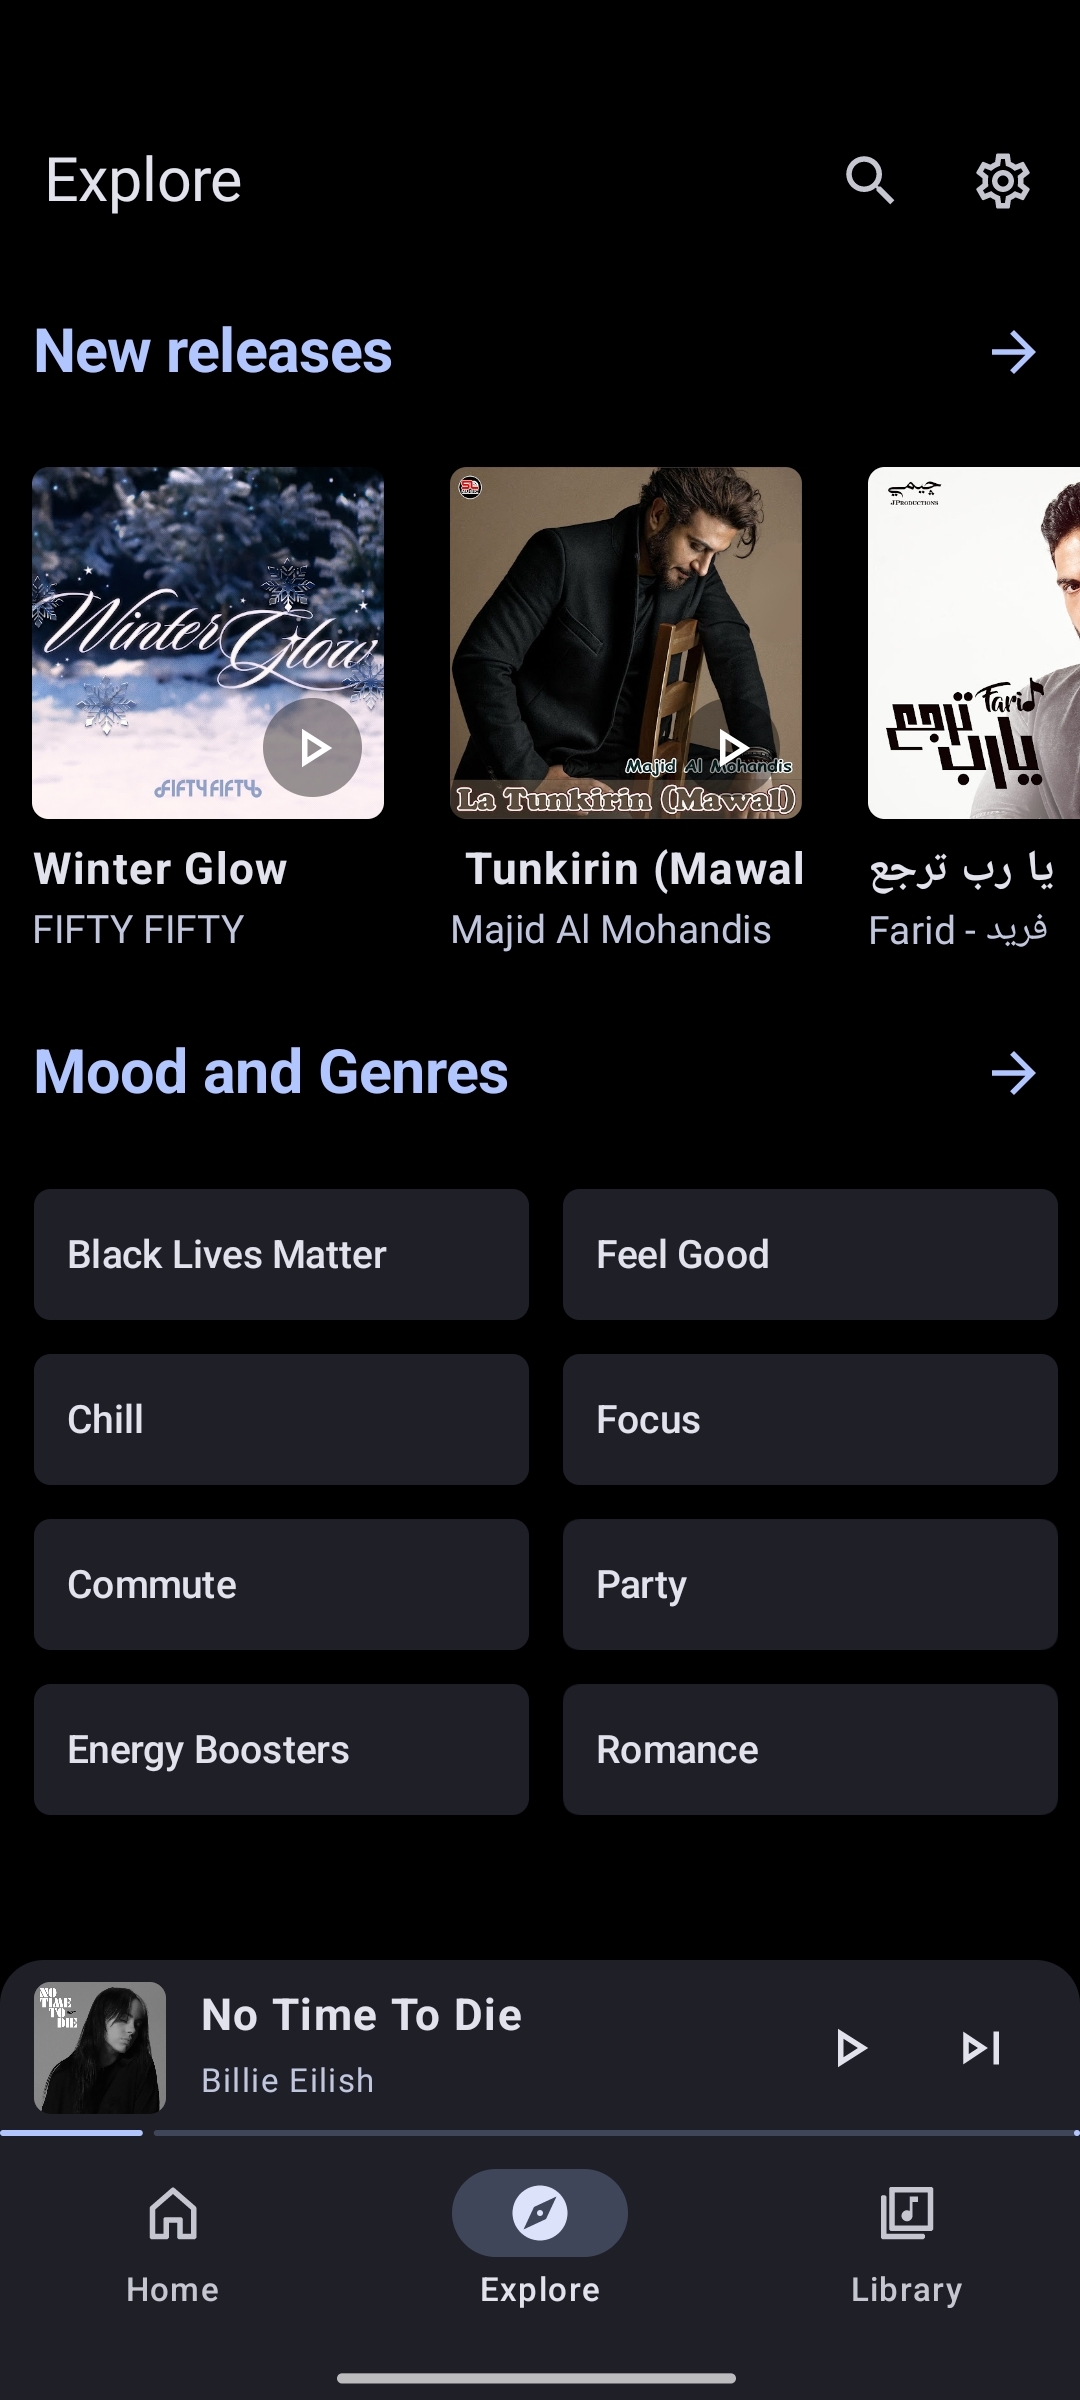 Explore
New releases
Winter Glow
FIFTY FIFTY
Majid Al Mohandis
La Tunkirin (Mawal)
چيمي
JPRODUCTIONS
Farid
يارب ترجع
Winter Glow
Tunkirin (Mawal
يا رب ترجع
FIFTY FIFTY
Majid Al Mohandis
Farid - فريد
Mood and Genres
Black Lives Matter
Feel Good
Chill
Focus
Commute
Party
Energy Boosters
Romance
NO
TIME
TO
DIE
No Time To Die
Billie Eilish
Home
Explore
Library